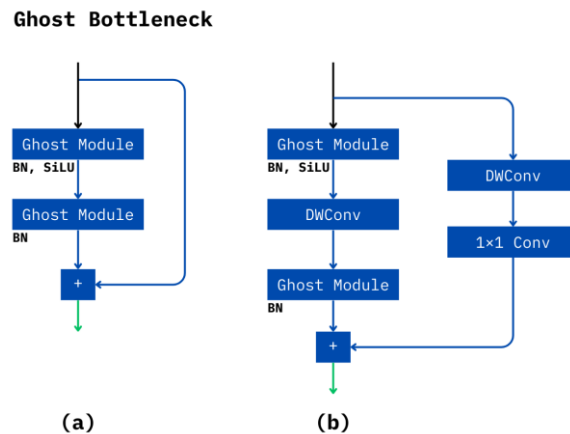 Ghost Bottleneck
Ghost Module
BN, SiLU
Ghost Module
BN
+
(a)
Ghost Module
BN, SiLU
DWConv
Ghost Module
BN
+
DWConv
1×1 Conv
(b)